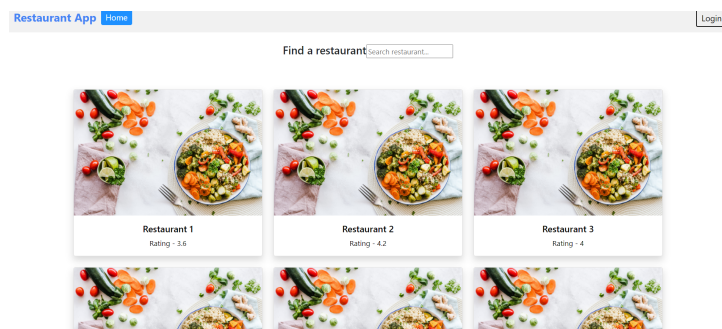 Restaurant App Home Login
Find a restaurant Search restaurant...
Restaurant 1 Restaurant 2 Restaurant 3
Rating - 3.6 Rating - 4.2 Rating - 4